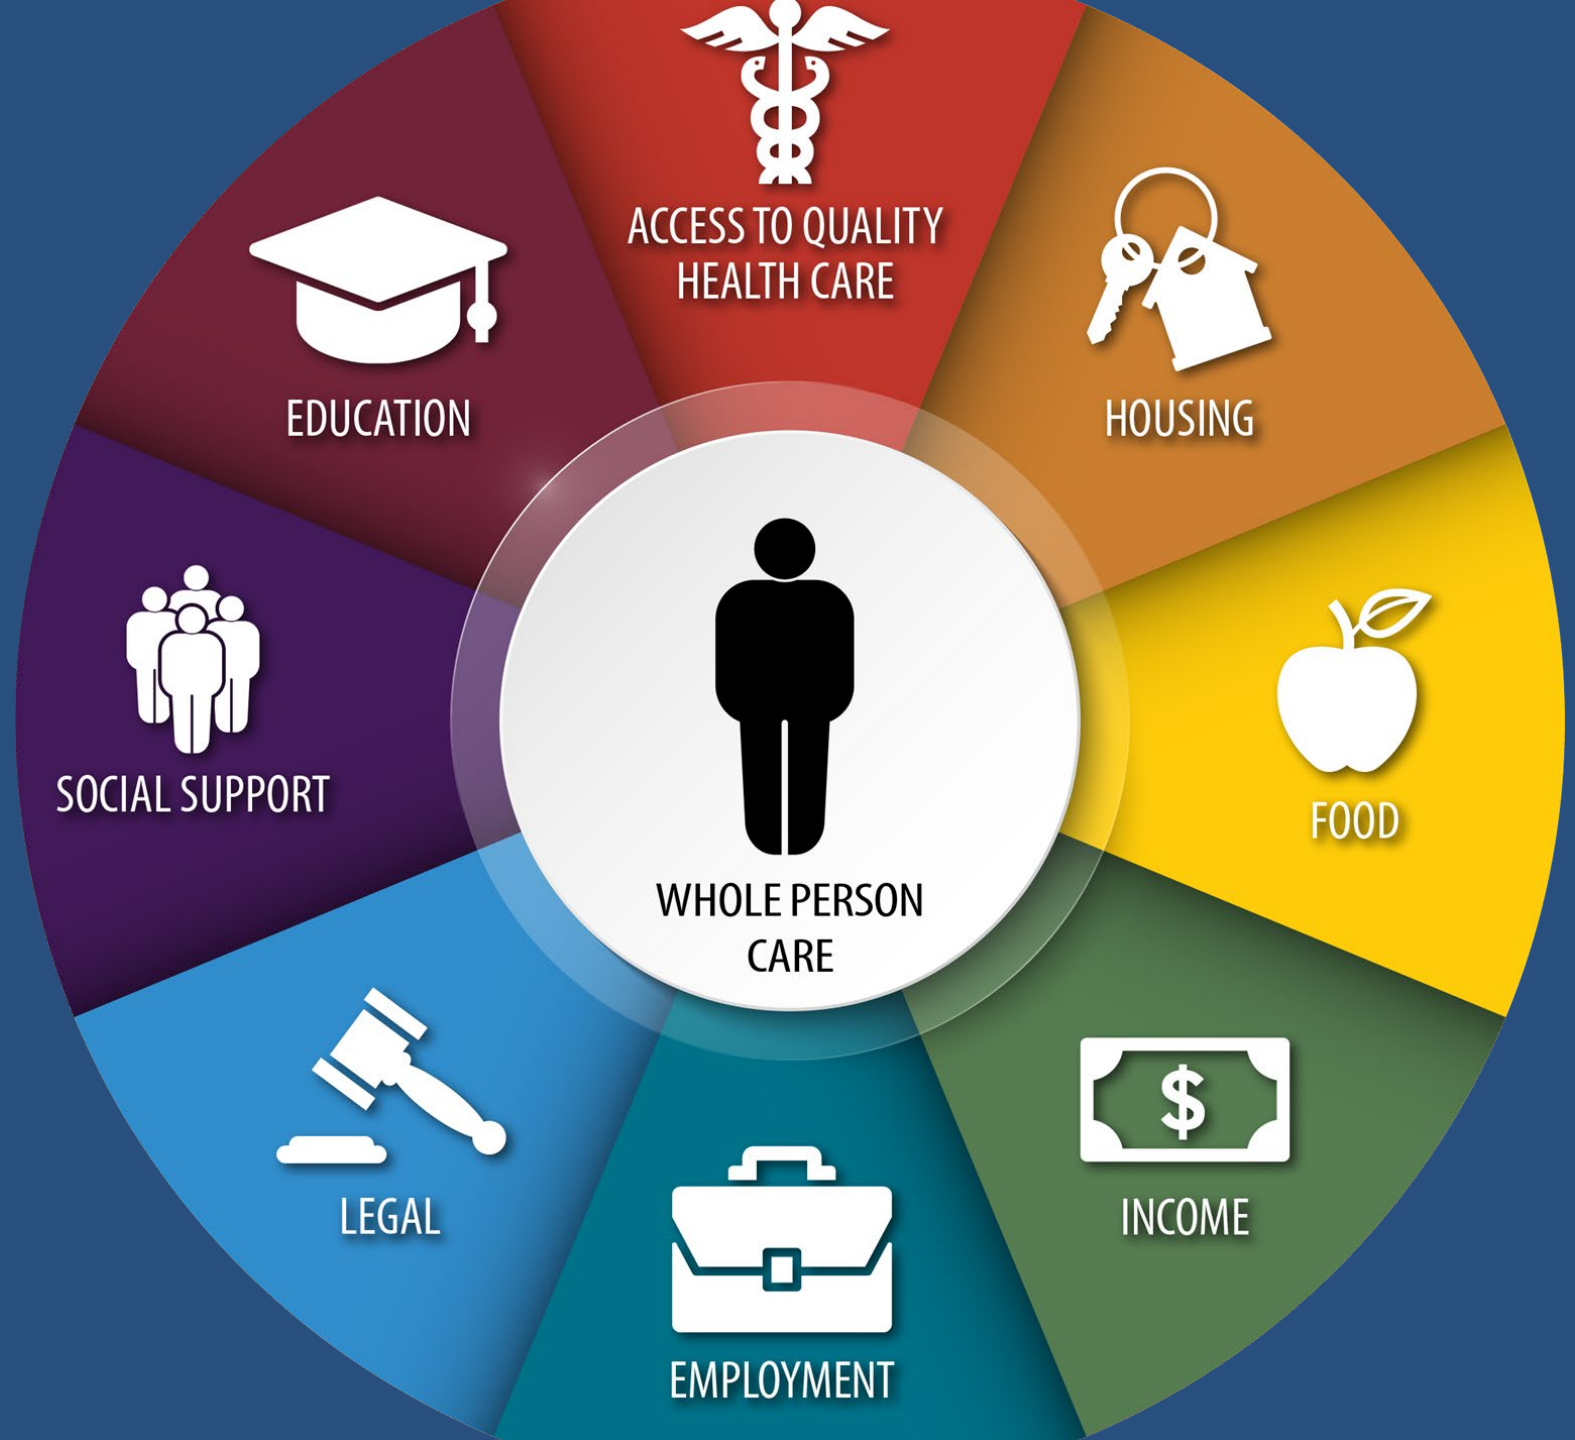 ACCESS TO QUALITY
HEALTH CARE
HOUSING
FOOD
$
INCOME
EMPLOYMENT
LEGAL
SOCIAL SUPPORT
EDUCATION
WHOLE PERSON
CARE